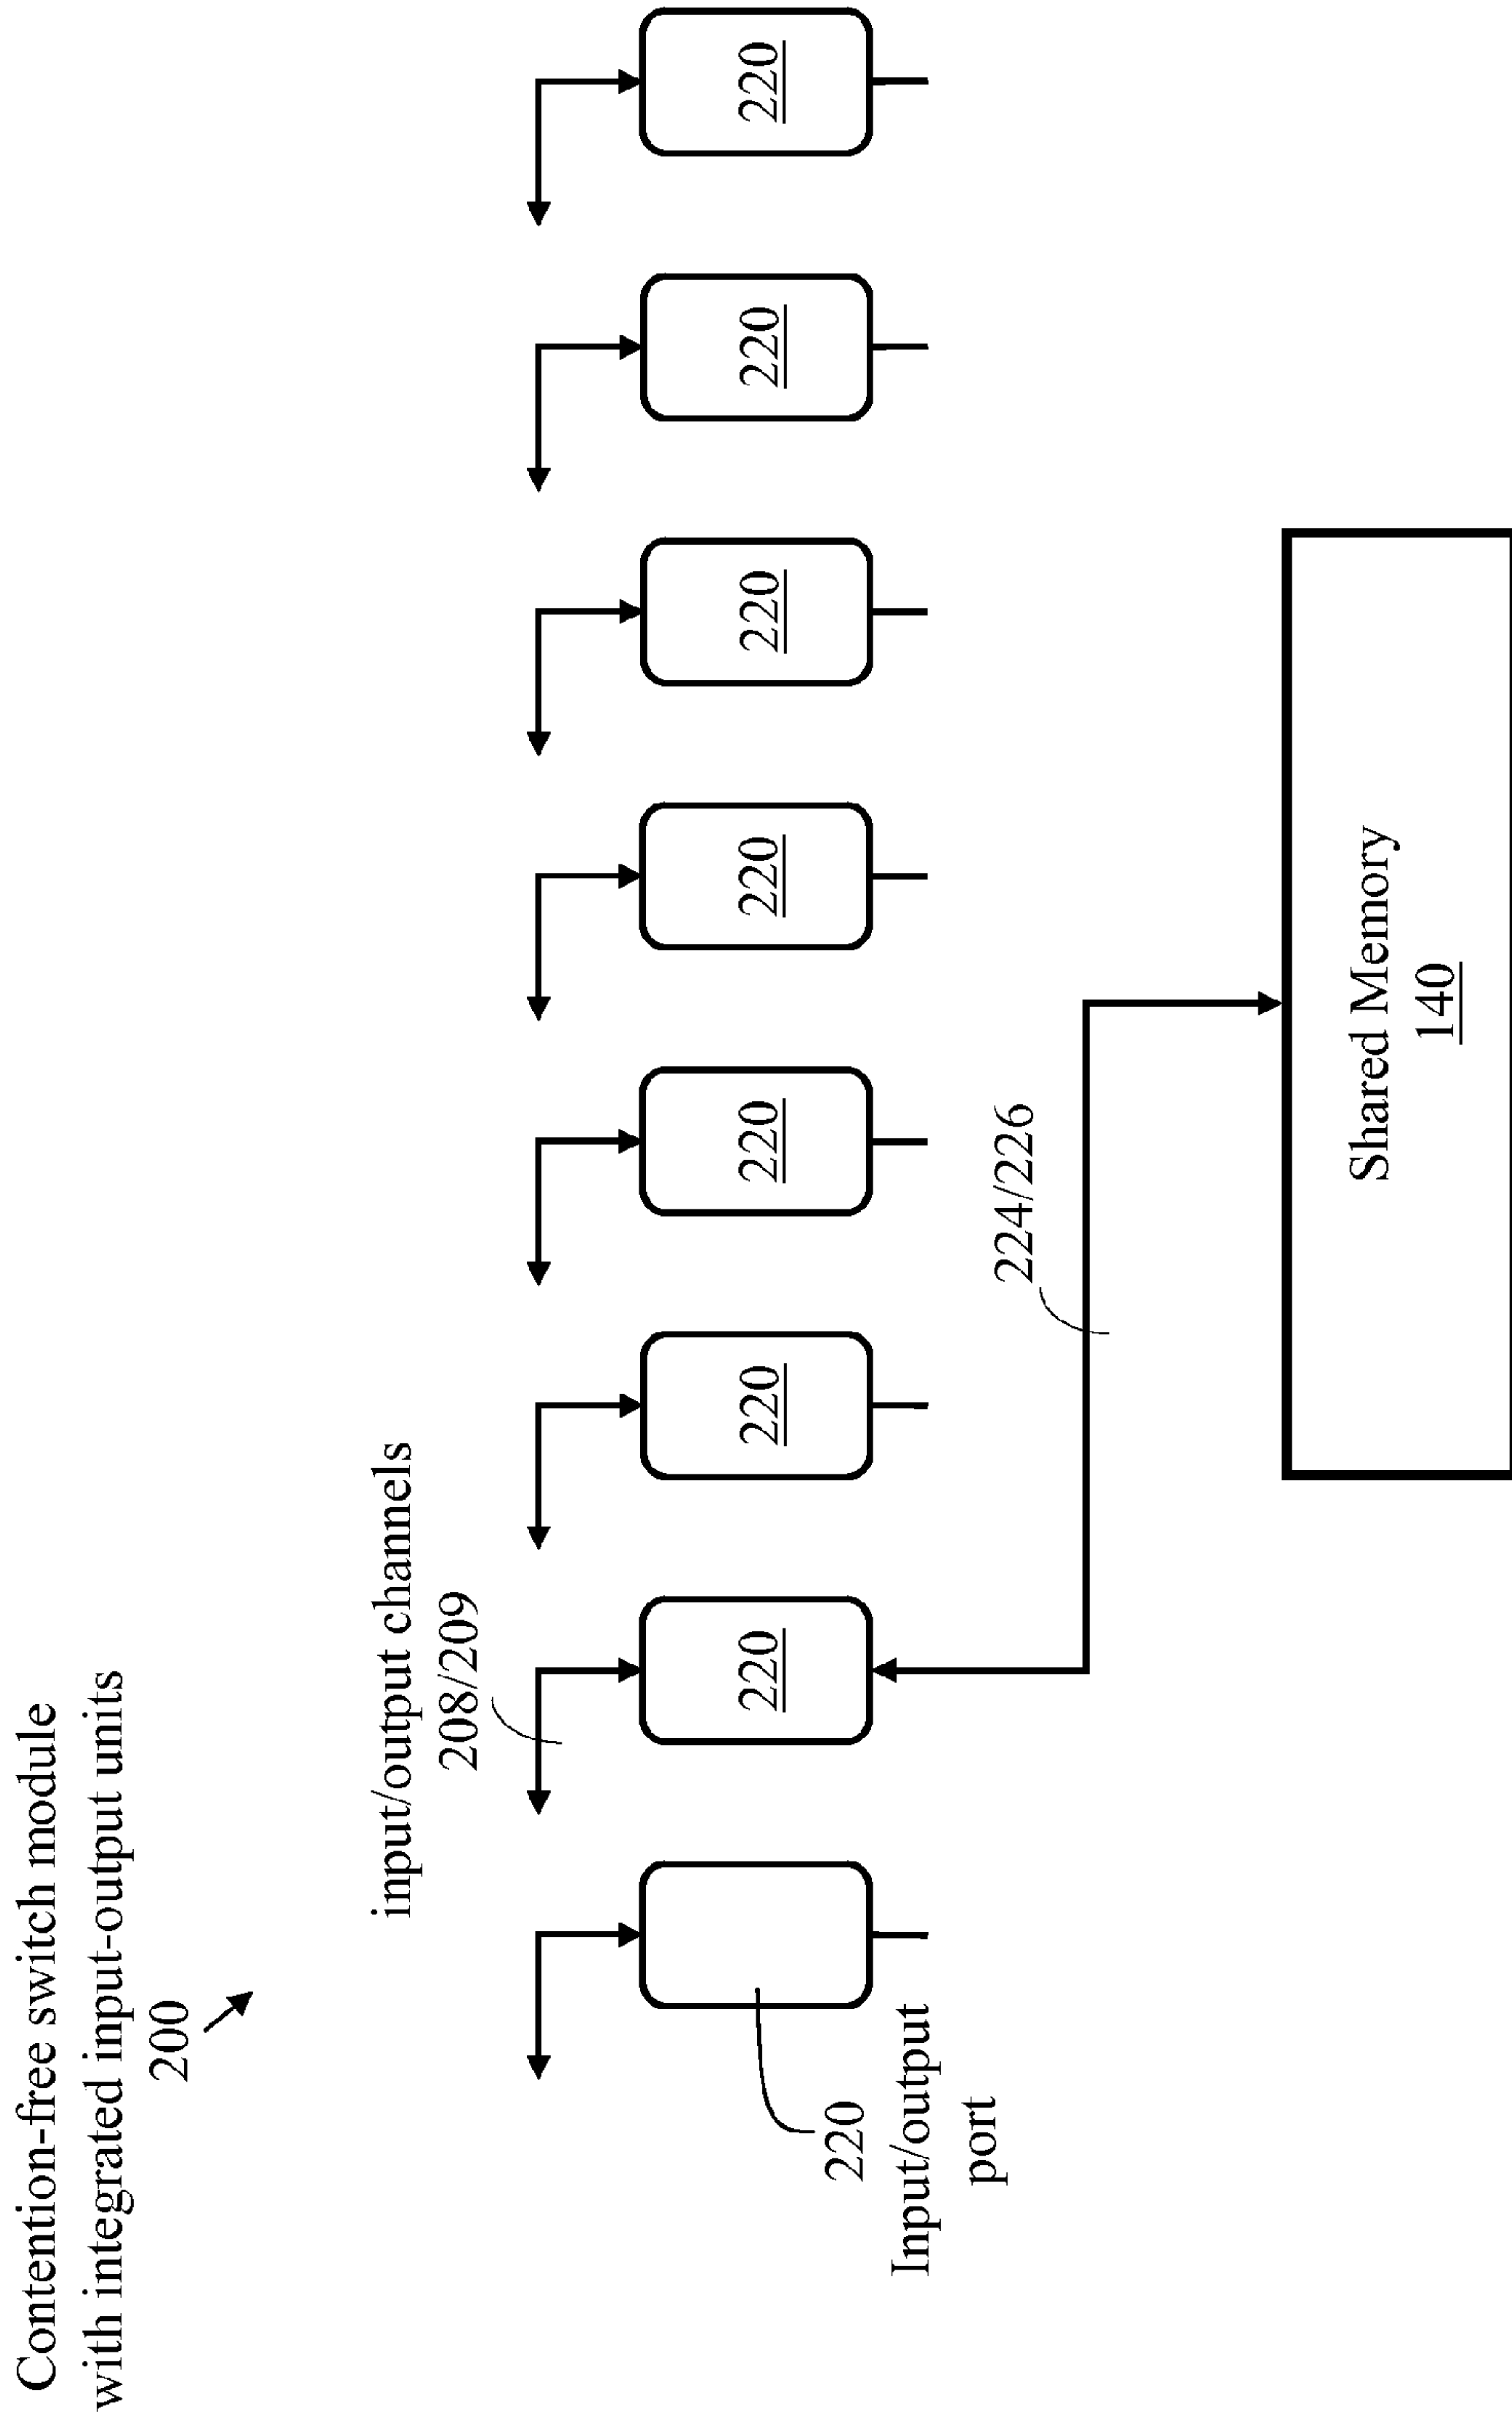 Contention-free switch module
with integrated input-output units
200
input/output channels
208/209
220
220
220
220
220
220
220
220
Input/output
port
224/226
Shared Memory
140